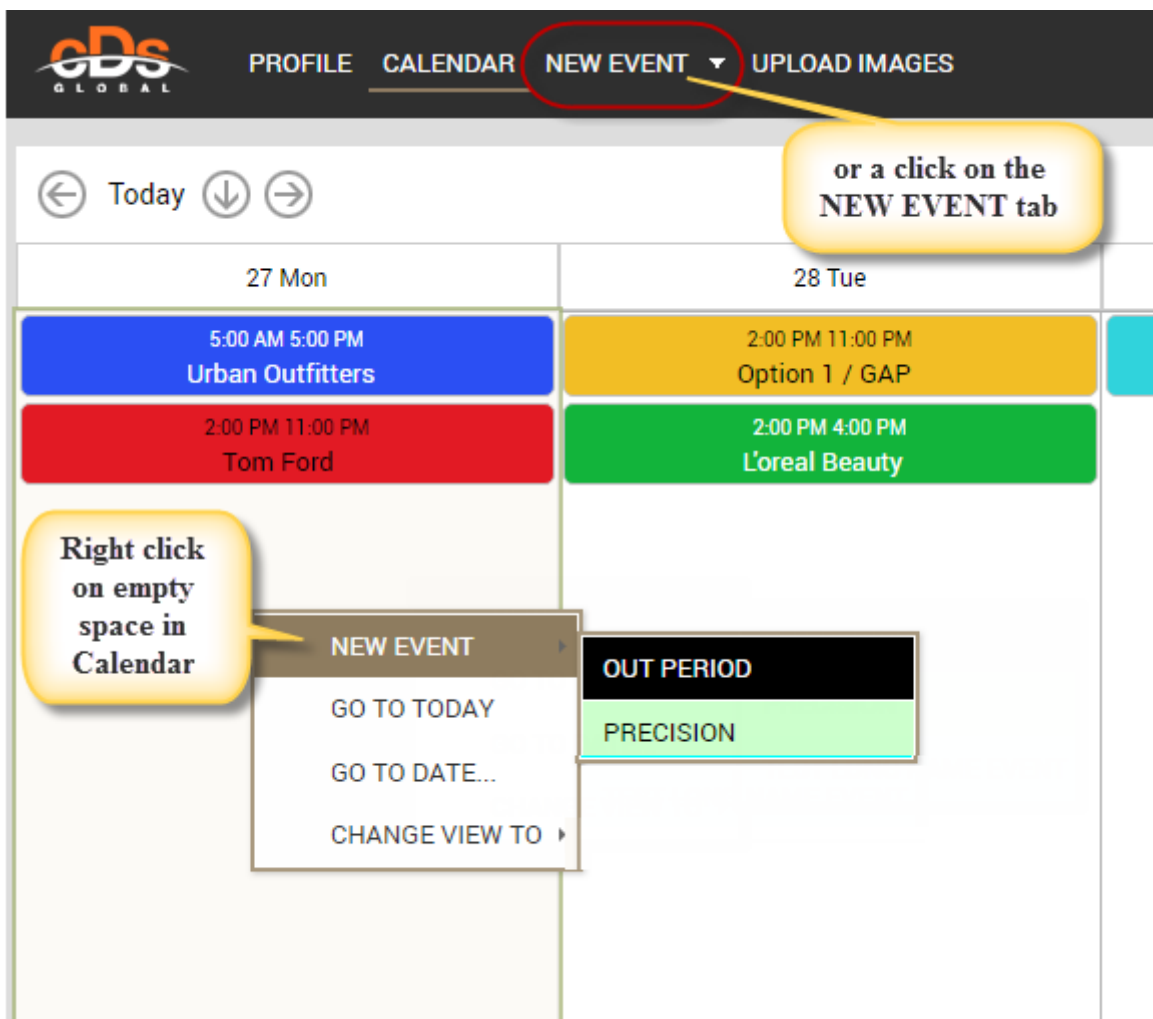 CDS
GLOBAL
PROFILE CALENDAR NEW EVENT UPLOAD IMAGES
or a click on the
NEW EVENT tab
Today
27 Mon
28 Tue
5:00 AM 5:00 PM
Urban Outfitters
2:00 PM 11:00 PM
Option 1 / GAP
2:00 PM 11:00 PM
Tom Ford
2:00 PM 4:00 PM
L'oreal Beauty
Right click
on empty
space in
Calendar
NEW EVENT
OUT PERIOD
PRECISION
GO TO TODAY
GO TO DATE...
CHANGE VIEW TO